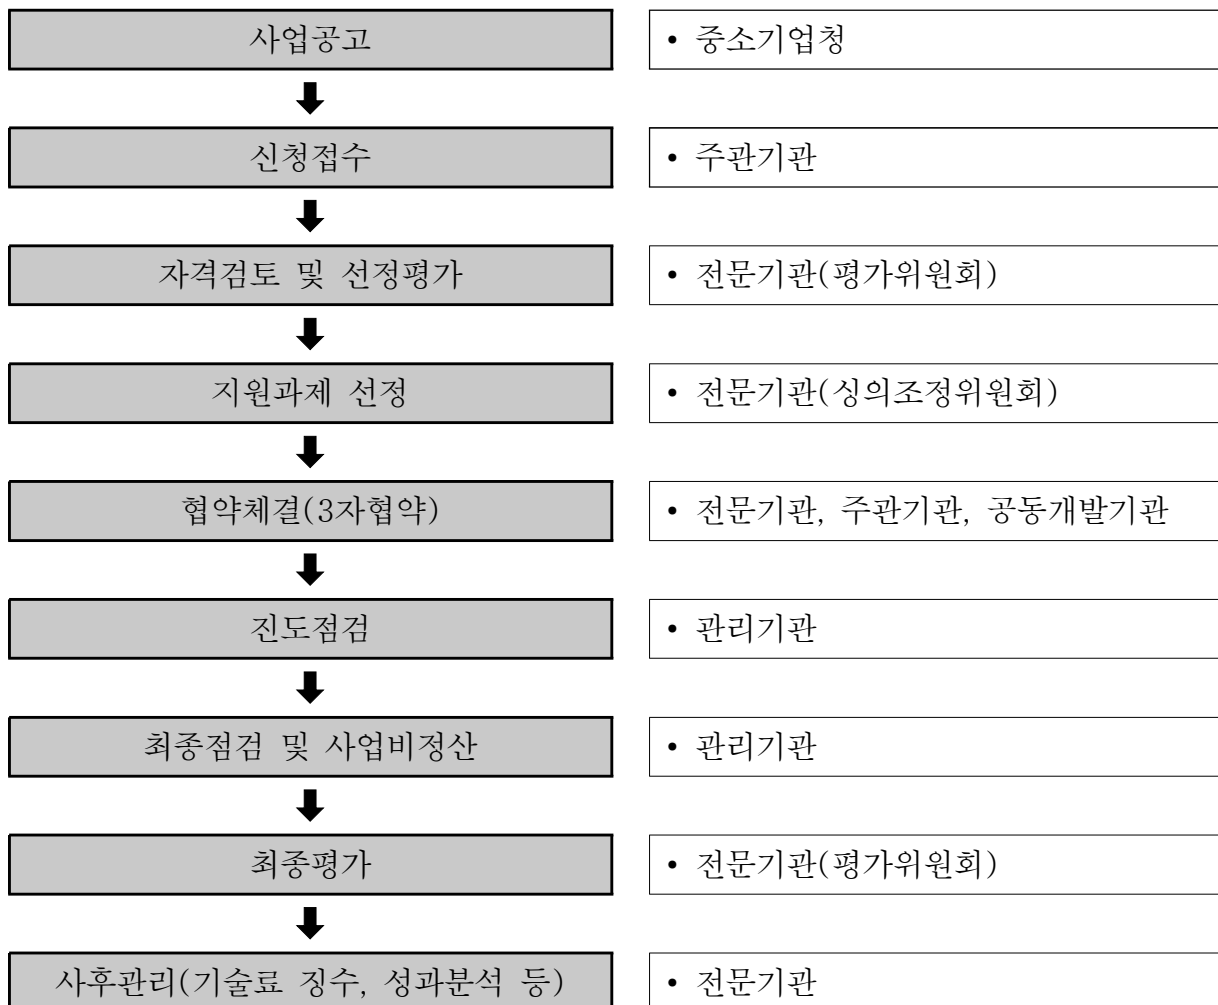 사업공고
• 중소기업청
신청접수
• 주관기관
자격검토 및 선정평가
• 전문기관(평가위원회)
지원과제 선정
• 전문기관(싱의조정위원회)
협약체결(3자협약)
• 전문기관, 주관기관, 공동개발기관
진도점검
• 관리기관
최종점검 및 사업비정산
• 관리기관
최종평가
• 전문기관(평가위원회)
사후관리(기술료 징수, 성과분석 등)
• 전문기관